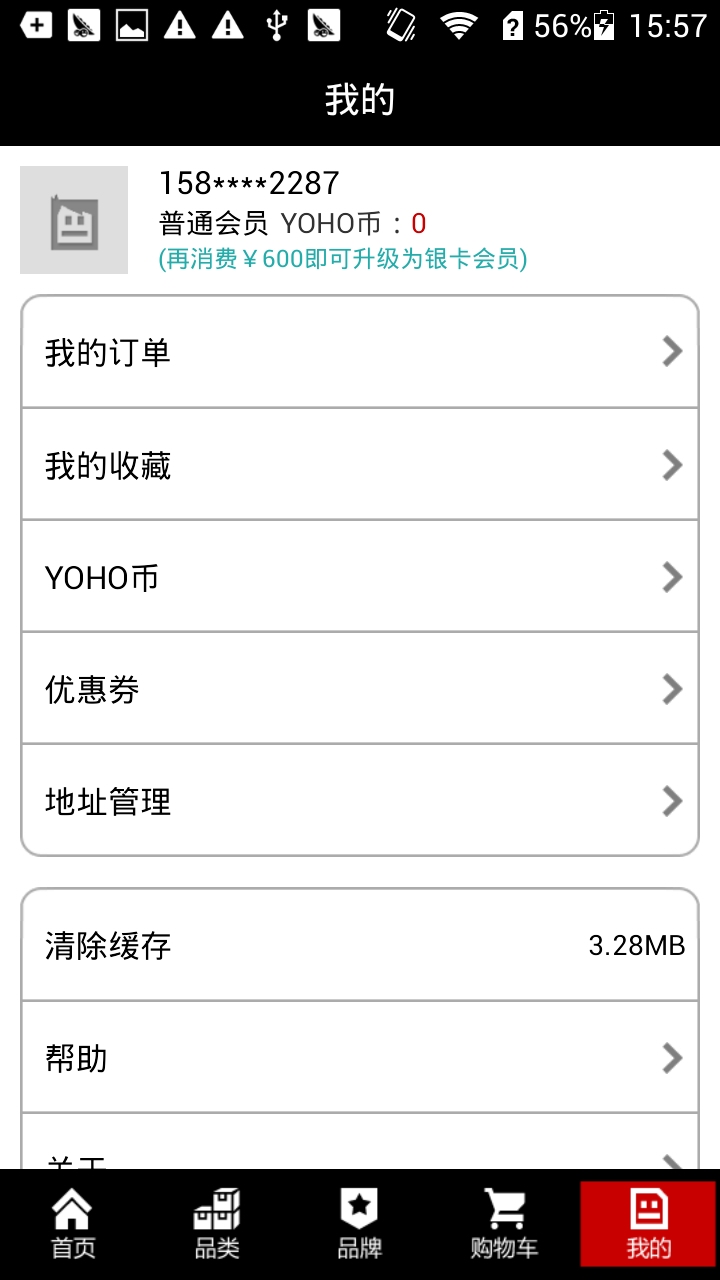 56% 15:57
我的
158****2287
普通会员 YOHO币：0
(再消费￥600即可升级为银卡会员)
我的订单
我的收藏
YOHO币
优惠券
地址管理
清除缓存 3.28MB
帮助
关于
首页 品类 品牌 购物车 我的